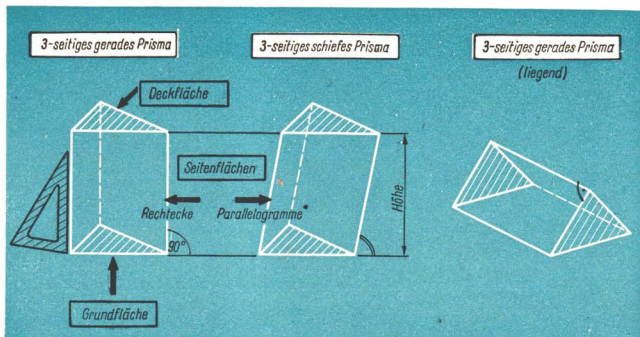 3-seitiges gerades Prisma
3-seitiges schiefes Prisma
3-seitiges gerades Prisma
(liegend)
Deckfläche
Seitenflächen
Rechtecke
Parallelogramme
Höhe
90°
Grundfläche